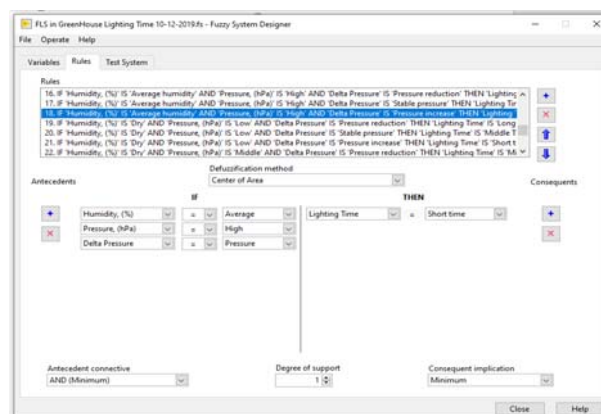 FLS in GreenHouse Lighting Time 10-12-2019.fs - Fuzzy System Designer
File Operate Help
Variables Rules Test System
Rules
16. IF 'Humidity, (%)' IS 'Average humidity' AND 'Pressure, (hPa)' IS 'High' AND 'Delta Pressure' IS 'Pressure reduction' THEN 'Lighting
17. IF 'Humidity, (%)' IS 'Average humidity' AND 'Pressure, (hPa)' IS 'High' AND 'Delta Pressure' IS 'Stable pressure' THEN 'Lighting Tir
18. IF 'Humidity, (%)' IS 'Average humidity' AND 'Pressure, (hPa)' IS 'High' AND 'Delta Pressure' IS 'Pressure increase' THEN 'Lighting
19. IF 'Humidity, (%)' IS 'Dry' AND 'Pressure, (hPa)' IS 'Low' AND 'Delta Pressure' IS 'Pressure reduction' THEN 'Lighting Time' IS 'Long
20. IF 'Humidity, (%)' IS 'Dry' AND 'Pressure, (hPa)' IS 'Low' AND 'Delta Pressure' IS 'Stable pressure' THEN 'Lighting Time' IS 'Middle T
21. IF 'Humidity, (%)' IS 'Dry' AND 'Pressure, (hPa)' IS 'Low' AND 'Delta Pressure' IS 'Pressure increase' THEN 'Lighting Time' IS 'Short t
22. IF 'Humidity, (%)' IS 'Dry' AND 'Pressure, (hPa)' IS 'Middle' AND 'Delta Pressure' IS 'Pressure reduction' THEN 'Lighting Time' IS 'Mi
Defuzzification method
Antecedents Center of Area Consequents
IF THEN
Humidity, (%) = Average Lighting Time = Short time
Pressure, (hPa) = High
Delta Pressure = Pressure
Antecedent connective Degree of support Consequent implication
AND (Minimum) 1 Minimum
Close Help